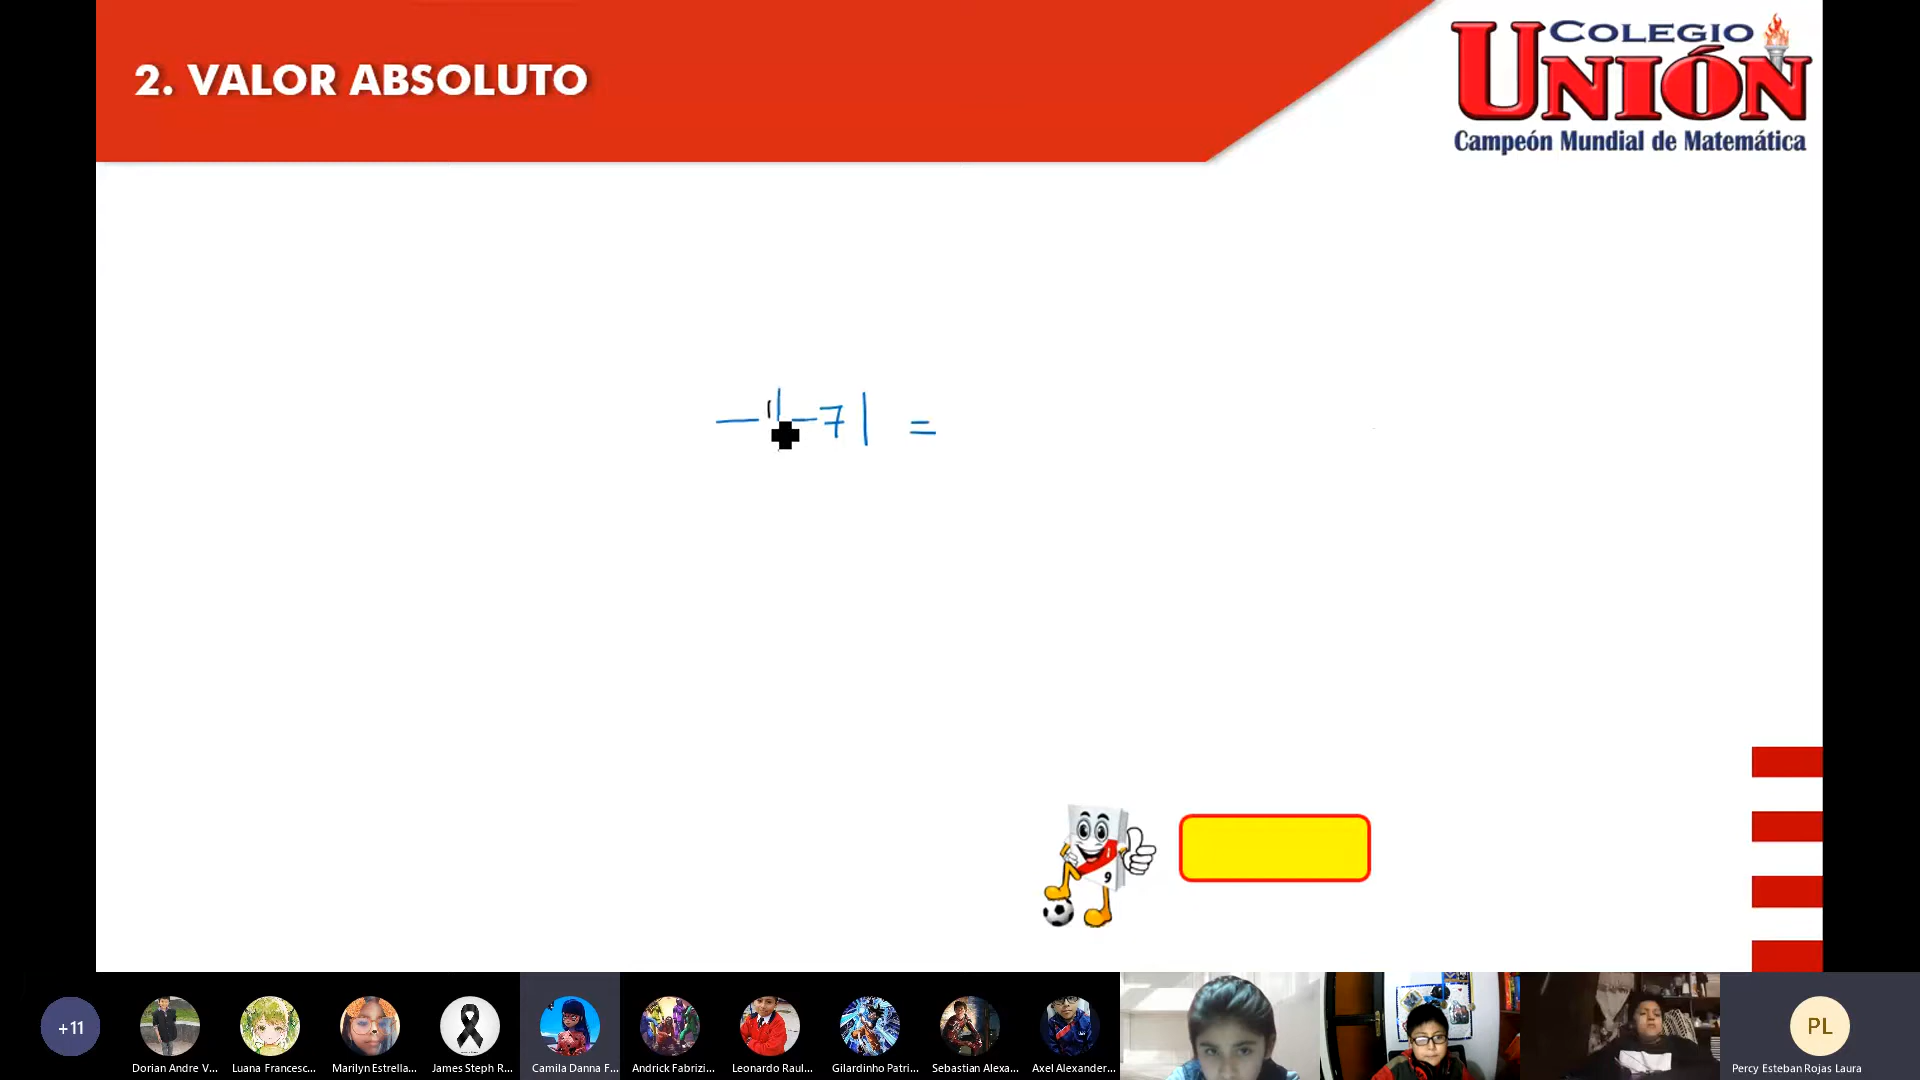 2. VALOR ABSOLUTO
COLEGIO
UNIÓN
Campeón Mundial de Matemática
-|-7| =
+11
Dorian Andre V...
Luana Francesc...
Marilyn Estrella...
James Steph R...
Camila Danna F...
Andrick Fabrizi...
Leonardo Raul...
Gilardinho Patri...
Sebastian Alexa...
Axel Alexander...
PL
Percy Esteban Rojas Laura